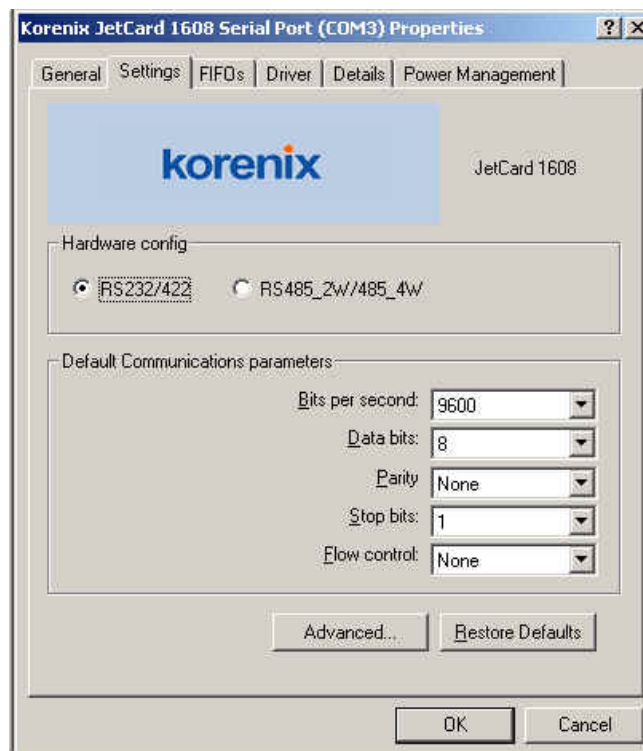 Korenix JetCard 1608 Serial Port (COM3) Properties
General Settings FIFOs Driver Details Power Management
korenix
JetCard 1608
Hardware config
RS232/422 RS485_2W/485_4W
Default Communications parameters
Bits per second: 9600
Data bits: 8
Parity None
Stop bits: 1
Flow control: None
Advanced... Restore Defaults
OK Cancel